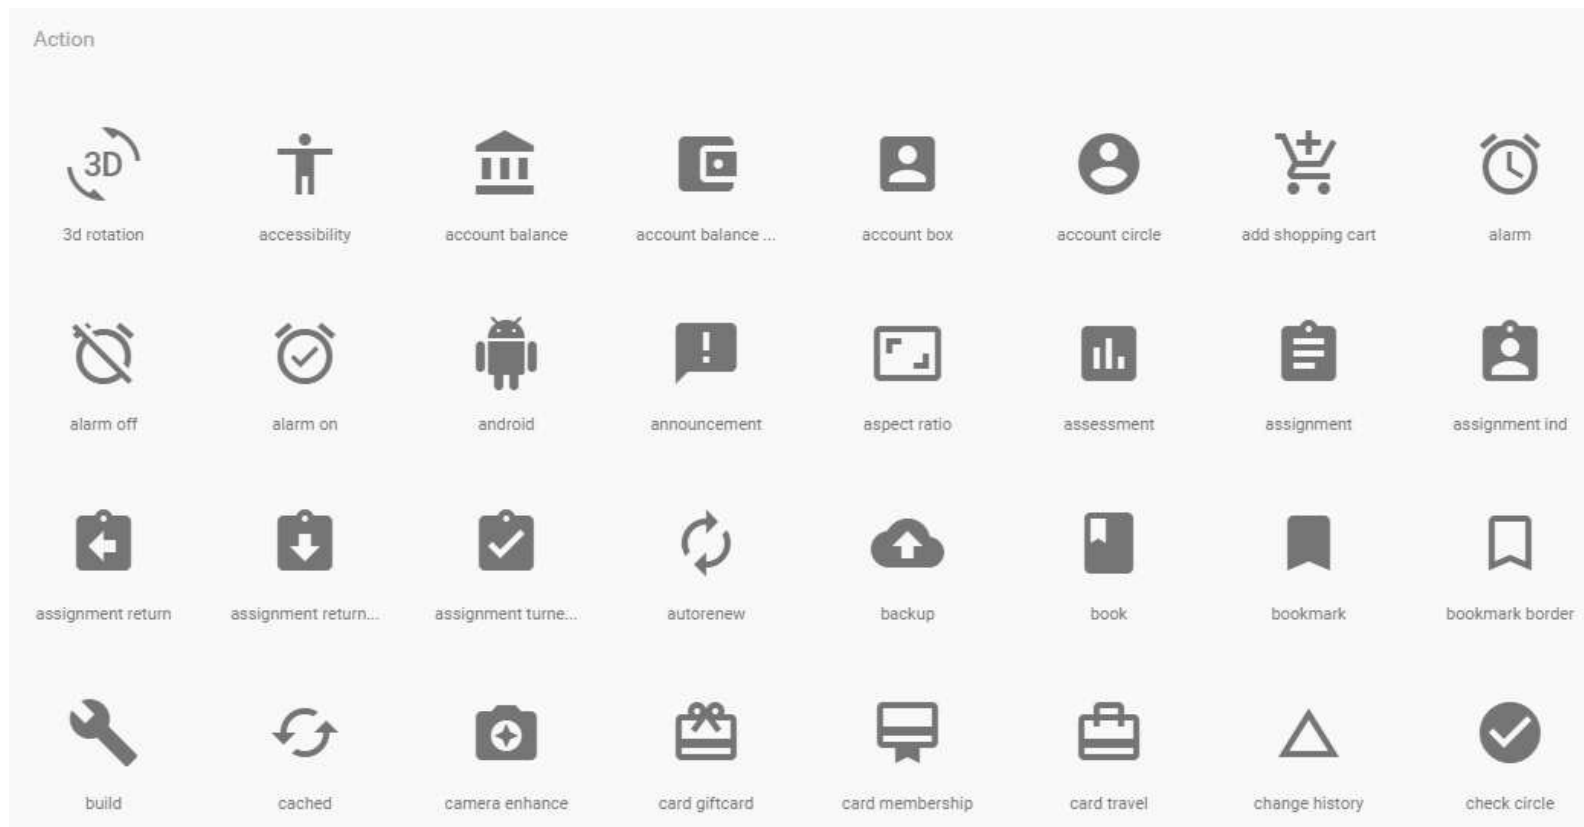 Action
3D
3d rotation
accessibility
account balance
account balance ...
account box
account circle
add shopping cart
alarm
alarm off
alarm on
android
announcement
aspect ratio
assessment
assignment
assignment ind
assignment return
assignment return...
assignment turne...
autorenew
backup
book
bookmark
bookmark border
build
cached
camera enhance
card giftcard
card membership
card travel
change history
check circle